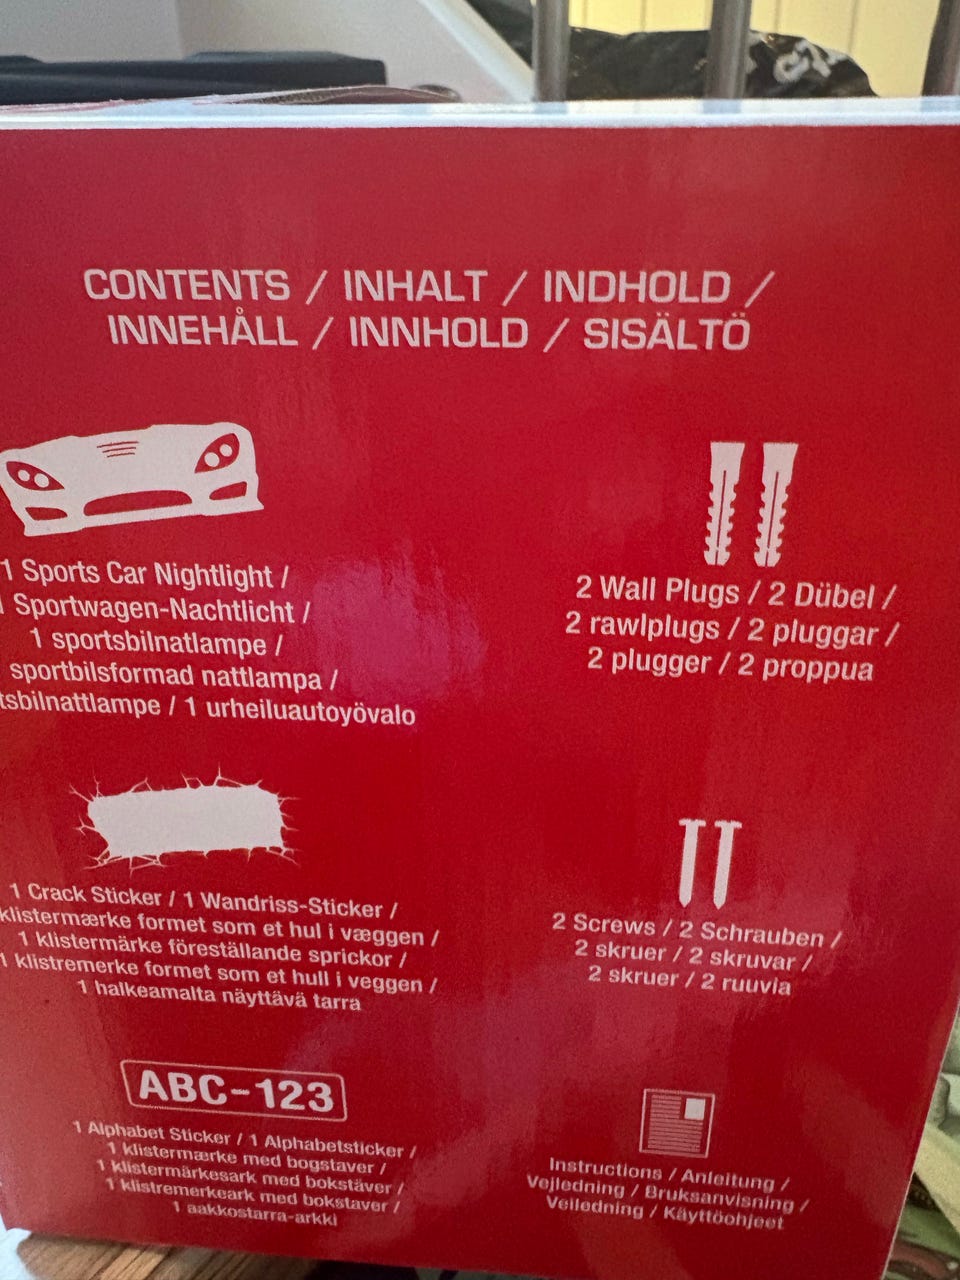 CONTENTS / INHALT / INDHOLD /
INNEHÅLL / INNHOLD / SISÄLTÖ
1 Sports Car Nightlight /
1 Sportwagen-Nachtlicht /
1 sportsbilnatlampe /
sportbilsformad nattlampa /
tsbilnattlampe / 1 urheiluautoyövalo
2 Wall Plugs / 2 Dübel /
2 rawlplugs / 2 pluggar /
2 plugger / 2 proppua
1 Crack Sticker / 1 Wandriss-Sticker /
klistermærke formet som et hul i væggen /
1 klistermärke föreställande sprickor /
1 klistremerke formet som et hull i veggen /
1 halkeamalta näyttävä tarra
2 Screws / 2 Schrauben /
2 skruer / 2 skruvar /
2 skruer / 2 ruuvia
ABC-123
1 Alphabet Sticker / 1 Alphabetsticker /
1 klistermærke med bogstaver /
1 klistermärkesark med bokstäver /
1 klistremerkeark med bokstaver /
1 aakkostarra-arkki
Instructions / Anleitung /
Vejledning / Bruksanvisning /
Veiledning / Käyttöohjeet